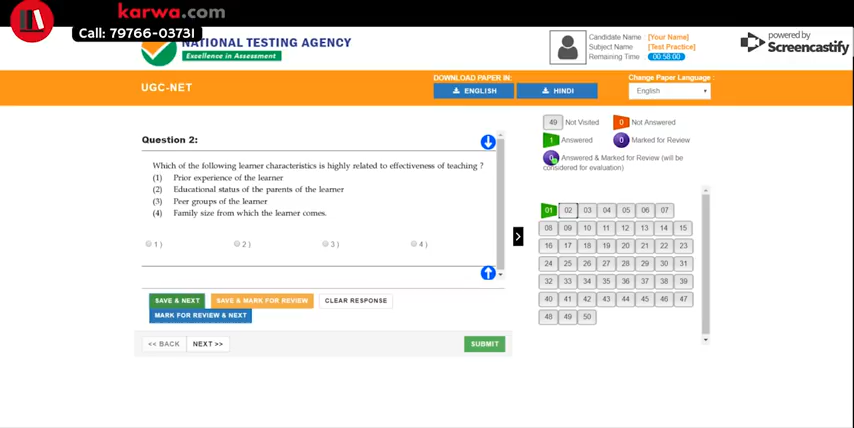 karwa.com
Call: 79766-03731
NATIONAL TESTING AGENCY
Excellence in Assessment
Candidate Name [Your Name]
Subject Name [Test Practice]
Remaining Time 00:58:00
powered by
Screencastify
UGC-NET
DOWNLOAD PAPER IN:
ENGLISH
HINDI
Change Paper Language :
English
49 Not Visited
0 Not Answered
1 Answered
0 Marked for Review
0 Answered & Marked for Review (will be
considered for evaluation)
Question 2:
Which of the following learner characteristics is highly related to effectiveness of teaching ?
(1) Prior experience of the learner
(2) Educational status of the parents of the learner
(3) Peer groups of the learner
(4) Family size from which the learner comes.
1 )
2 )
3 )
4 )
01 02 03 04 05 06 07
08 09 10 11 12 13 14 15
16 17 18 19 20 21 22 23
24 25 26 27 28 29 30 31
32 33 34 35 36 37 38 39
40 41 42 43 44 45 46 47
48 49 50
SAVE & NEXT
SAVE & MARK FOR REVIEW
CLEAR RESPONSE
MARK FOR REVIEW & NEXT
<< BACK
NEXT >>
SUBMIT